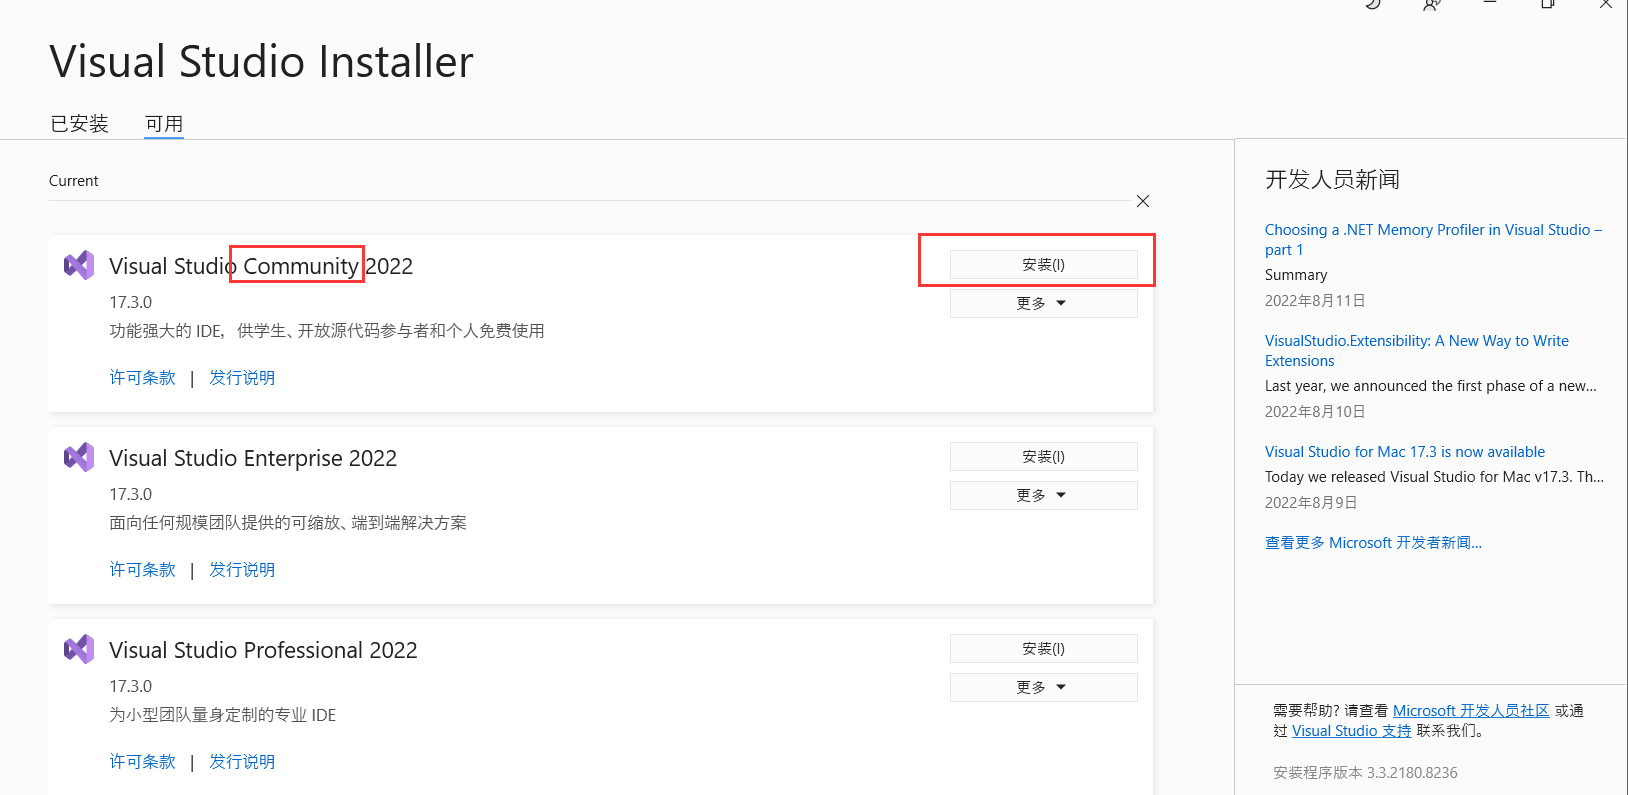 Visual Studio Installer
已安装 可用
Current
Visual Studio Community 2022
安装(I)
17.3.0
更多
功能强大的 IDE，供学生、开放源代码参与者和个人免费使用
许可条款 | 发行说明
Visual Studio Enterprise 2022
安装(I)
17.3.0
更多
面向任何规模团队提供的可缩放、端到端解决方案
许可条款 | 发行说明
Visual Studio Professional 2022
安装(I)
17.3.0
更多
为小型团队量身定制的专业 IDE
许可条款 | 发行说明
开发人员新闻
Choosing a .NET Memory Profiler in Visual Studio –
part 1
Summary
2022年8月11日
VisualStudio.Extensibility: A New Way to Write
Extensions
Last year, we announced the first phase of a new...
2022年8月10日
Visual Studio for Mac 17.3 is now available
Today we released Visual Studio for Mac v17.3. Th...
2022年8月9日
查看更多 Microsoft 开发者新闻...
需要帮助? 请查看 Microsoft 开发人员社区 或通
过 Visual Studio 支持 联系我们。
安装程序版本 3.3.2180.8236